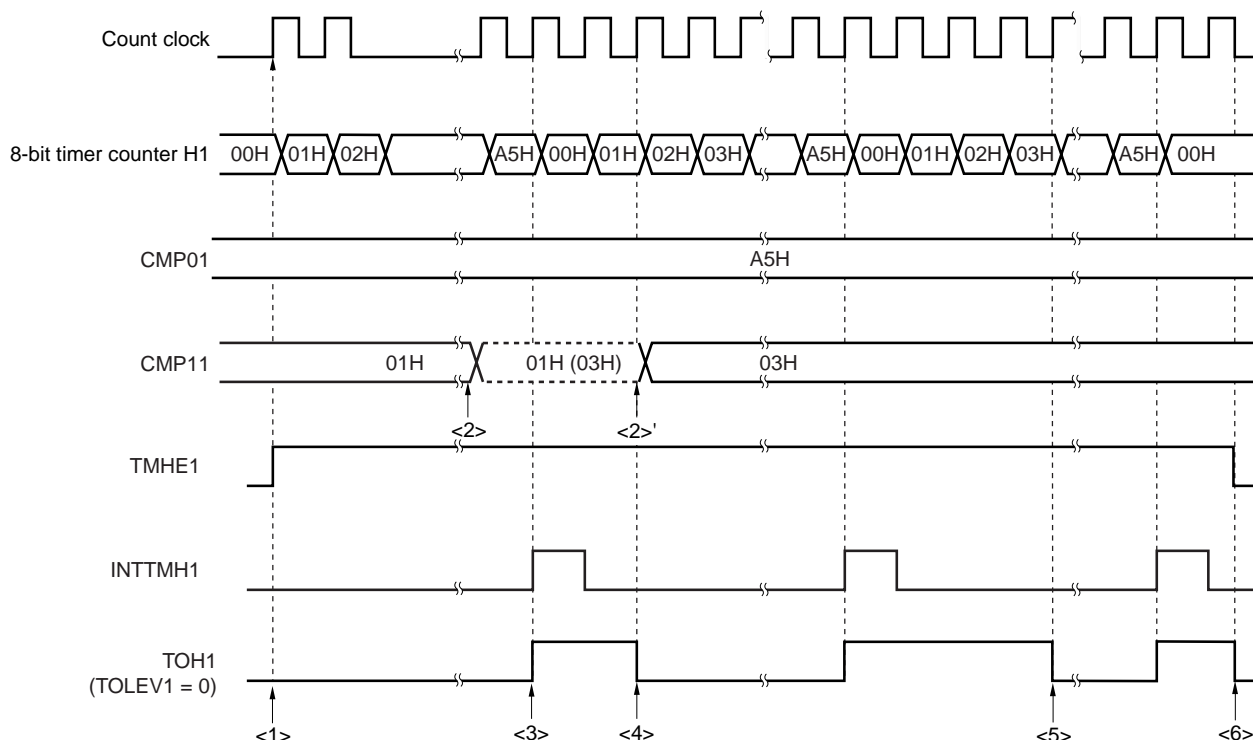 Count clock
8-bit timer counter H1 00H 01H 02H A5H 00H 01H 02H 03H A5H 00H 01H 02H 03H A5H 00H
CMP01 A5H
CMP11 01H 01H (03H) 03H
<2> <2>'
TMHE1
INTTMH1
TOH1
(TOLEV1 = 0)
<1> <3> <4> <5> <6>